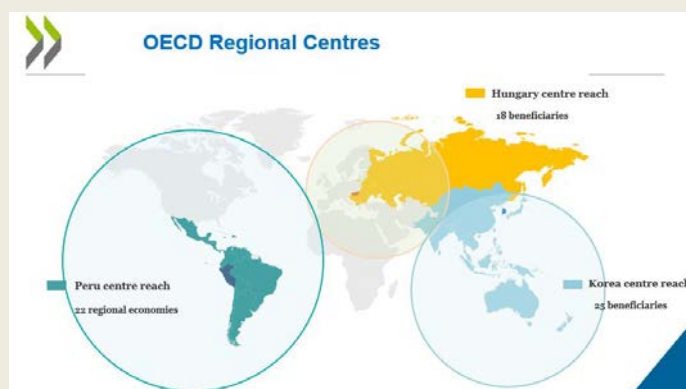 OECD Regional Centres
Hungary centre reach
18 beneficiaries
Peru centre reach
22 regional economies
Korea centre reach
25 beneficiaries